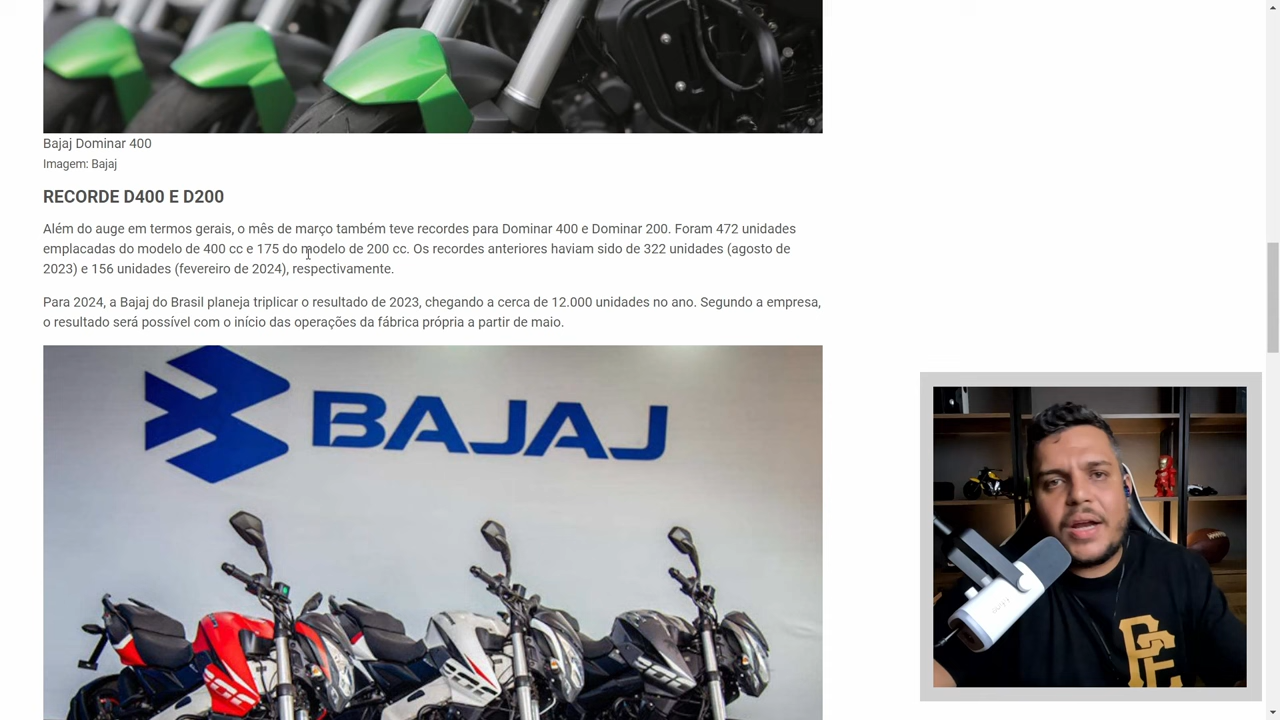 Bajaj Dominar 400
Imagem: Bajaj
RECORDE D400 E D200
Além do auge em termos gerais, o mês de março também teve recordes para Dominar 400 e Dominar 200. Foram 472 unidades
emplacadas do modelo de 400 cc e 175 do modelo de 200 cc. Os recordes anteriores haviam sido de 322 unidades (agosto de
2023) e 156 unidades (fevereiro de 2024), respectivamente.
Para 2024, a Bajaj do Brasil planeja triplicar o resultado de 2023, chegando a cerca de 12.000 unidades no ano. Segundo a empresa,
o resultado será possível com o início das operações da fábrica própria a partir de maio.
BAJAJ